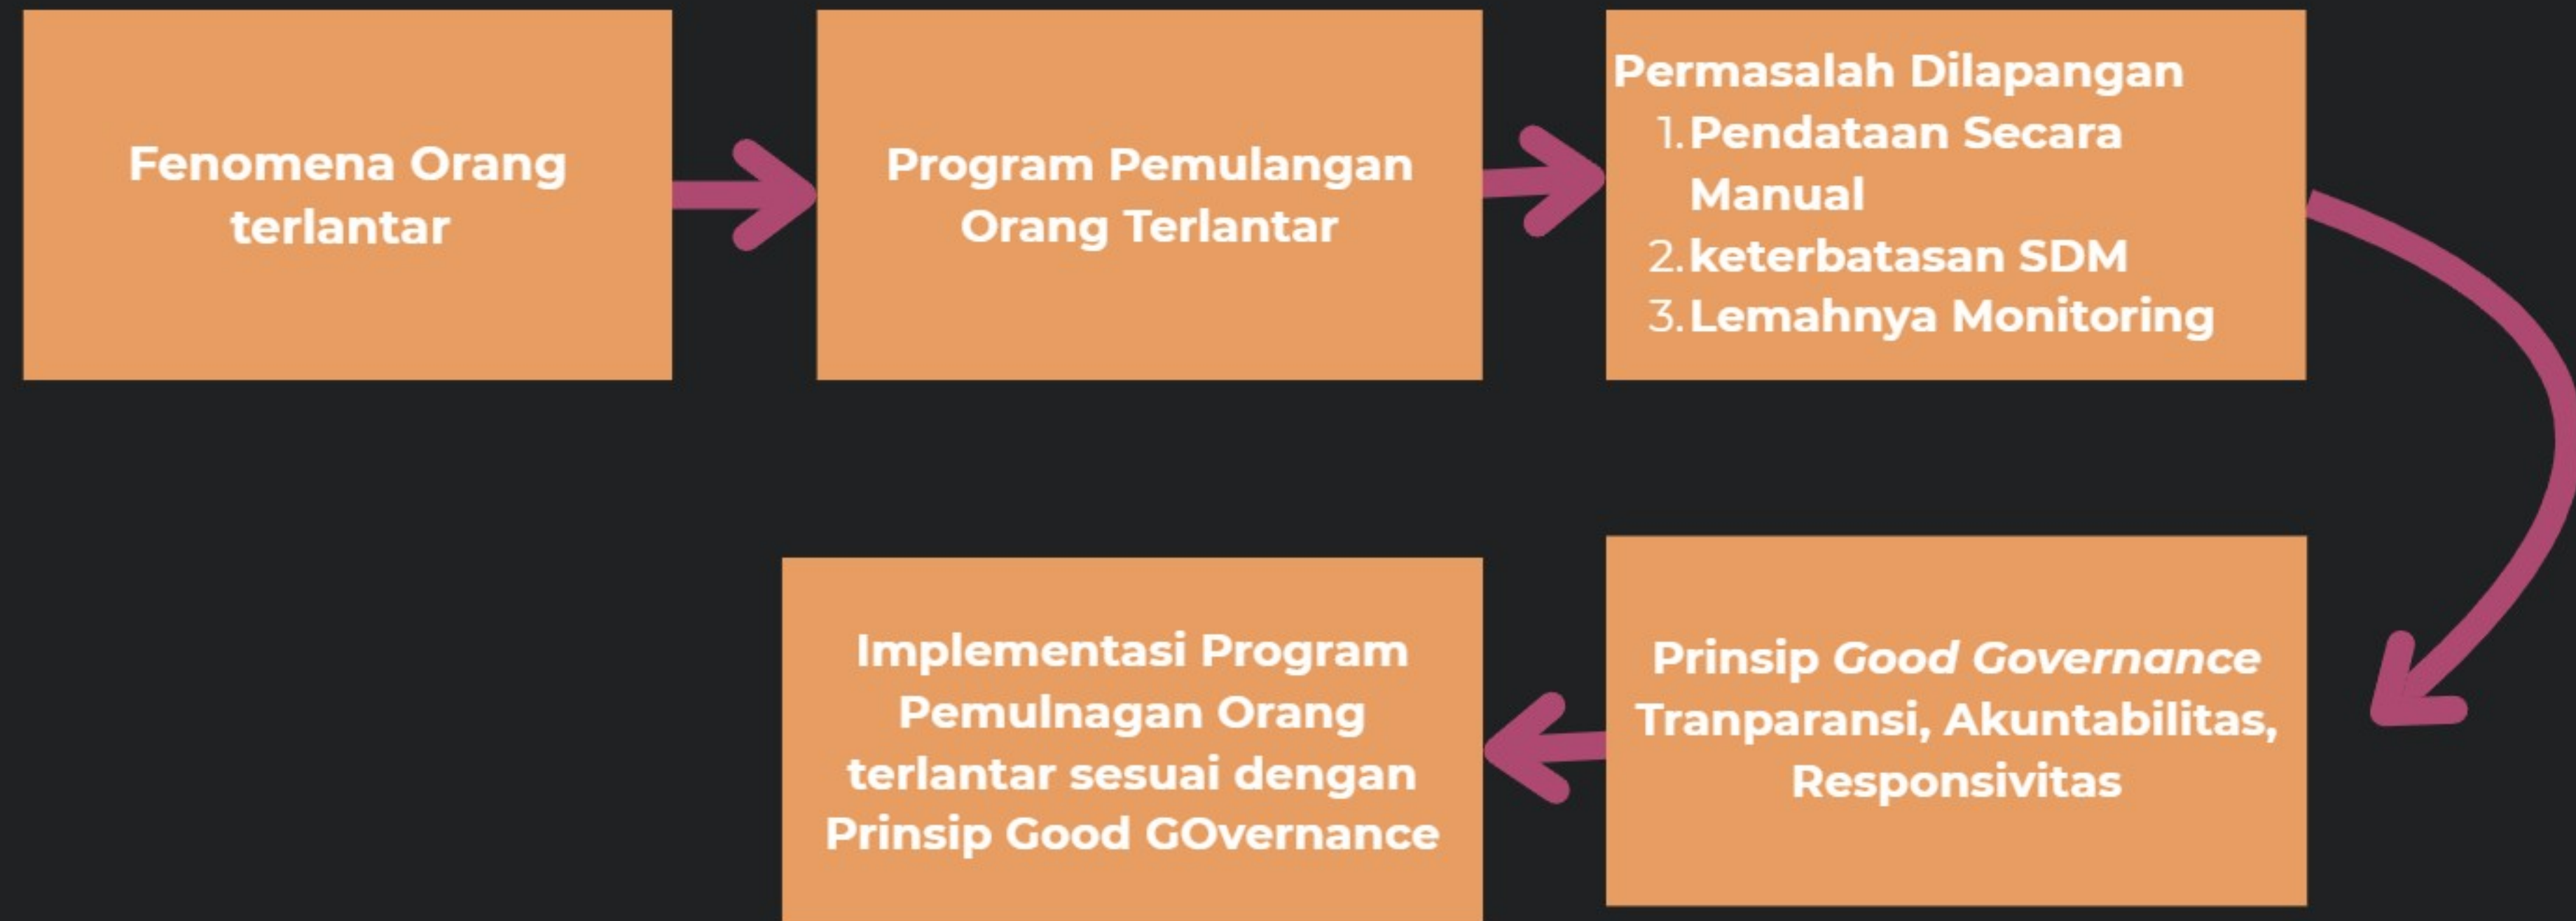 Fenomena Orang
terlantar
Program Pemulangan
Orang Terlantar
Permasalah Dilapangan
1. Pendataan Secara
Manual
2. keterbatasan SDM
3. Lemahnya Monitoring
Prinsip Good Governance
Tranparansi, Akuntabilitas,
Responsivitas
Implementasi Program
Pemulnagan Orang
terlantar sesuai dengan
Prinsip Good GOvernance